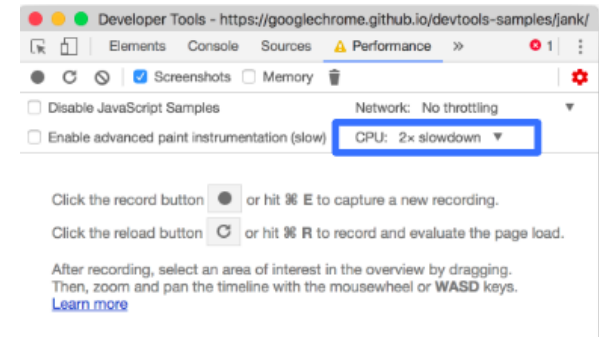 Developer Tools - https://googlechrome.github.io/devtools-samples/jank/
Elements Console Sources Performance » 1
Screenshots Memory
Disable JavaScript Samples Network: No throttling
Enable advanced paint instrumentation (slow) CPU: 2× slowdown
Click the record button or hit ⌘ E to capture a new recording.
Click the reload button or hit ⌘ R to record and evaluate the page load.
After recording, select an area of interest in the overview by dragging.
Then, zoom and pan the timeline with the mousewheel or WASD keys.
Learn more